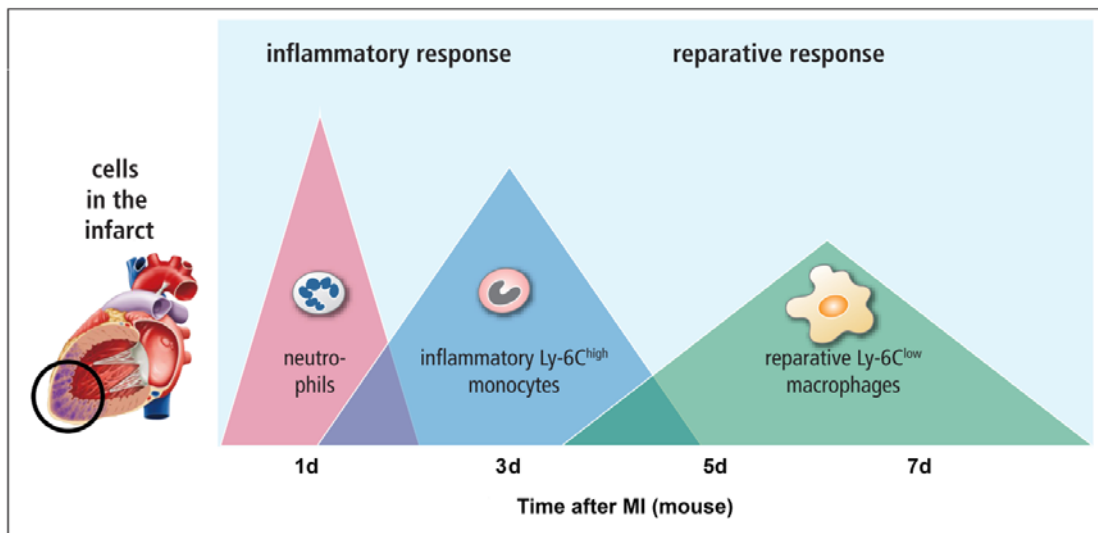 inflammatory response
reparative response
cells
in the
infarct
neutro-
phils
inflammatory Ly-6Chigh
monocytes
reparative Ly-6Clow
macrophages
1d
3d
5d
7d
Time after MI (mouse)